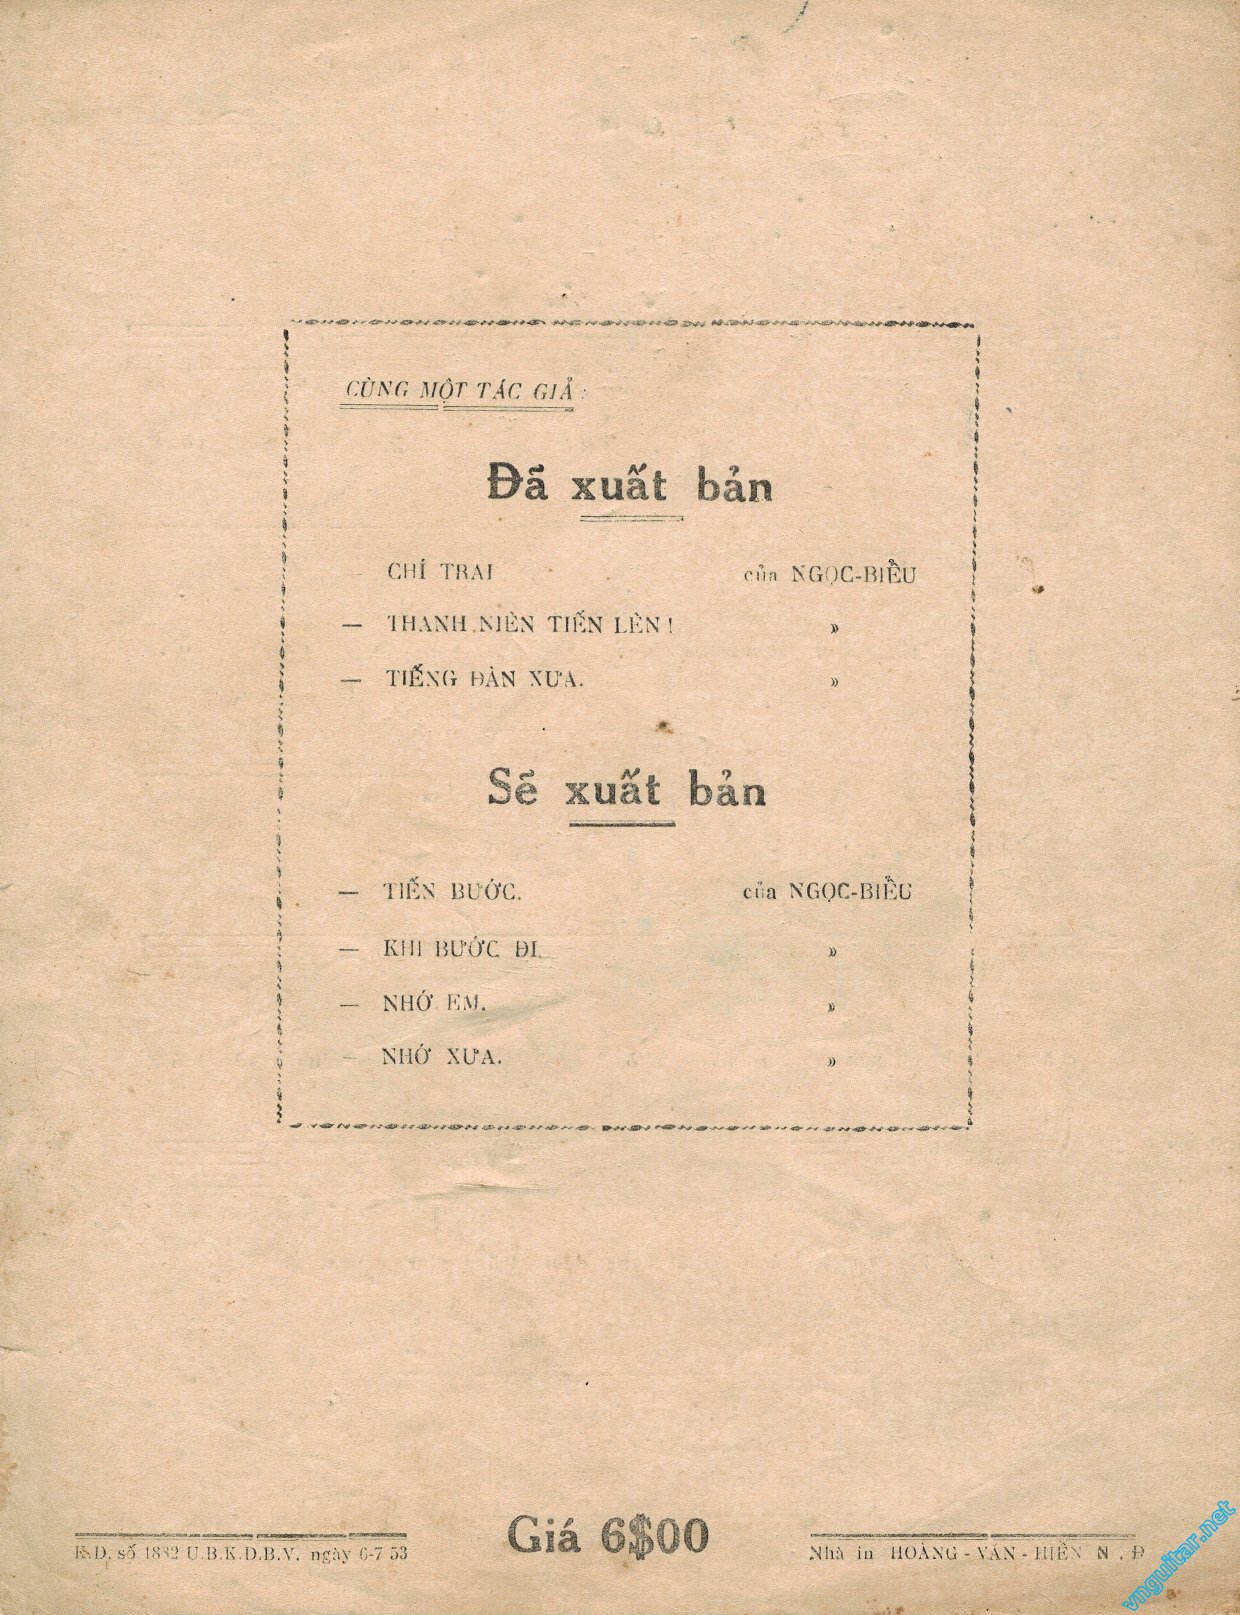 CÙNG MỘT TÁC GIẢ :
Đã xuất bản
— CHÍ TRAI của NGỌC-BIỂU
— THANH NIÊN TIẾN LÊN ! »
— TIẾNG ĐÀN XƯA. »
Sẽ xuất bản
— TIẾN BƯỚC. của NGỌC-BIỂU
— KHI BƯỚC ĐI. »
— NHỚ EM. »
— NHỚ XƯA. »
K.D. số 1832 U.B.K.D.B.V. ngày 6-7 53
Giá 6$00
Nhà in HOÀNG - VĂN - HIỀN N . Đ
vnguitar.net